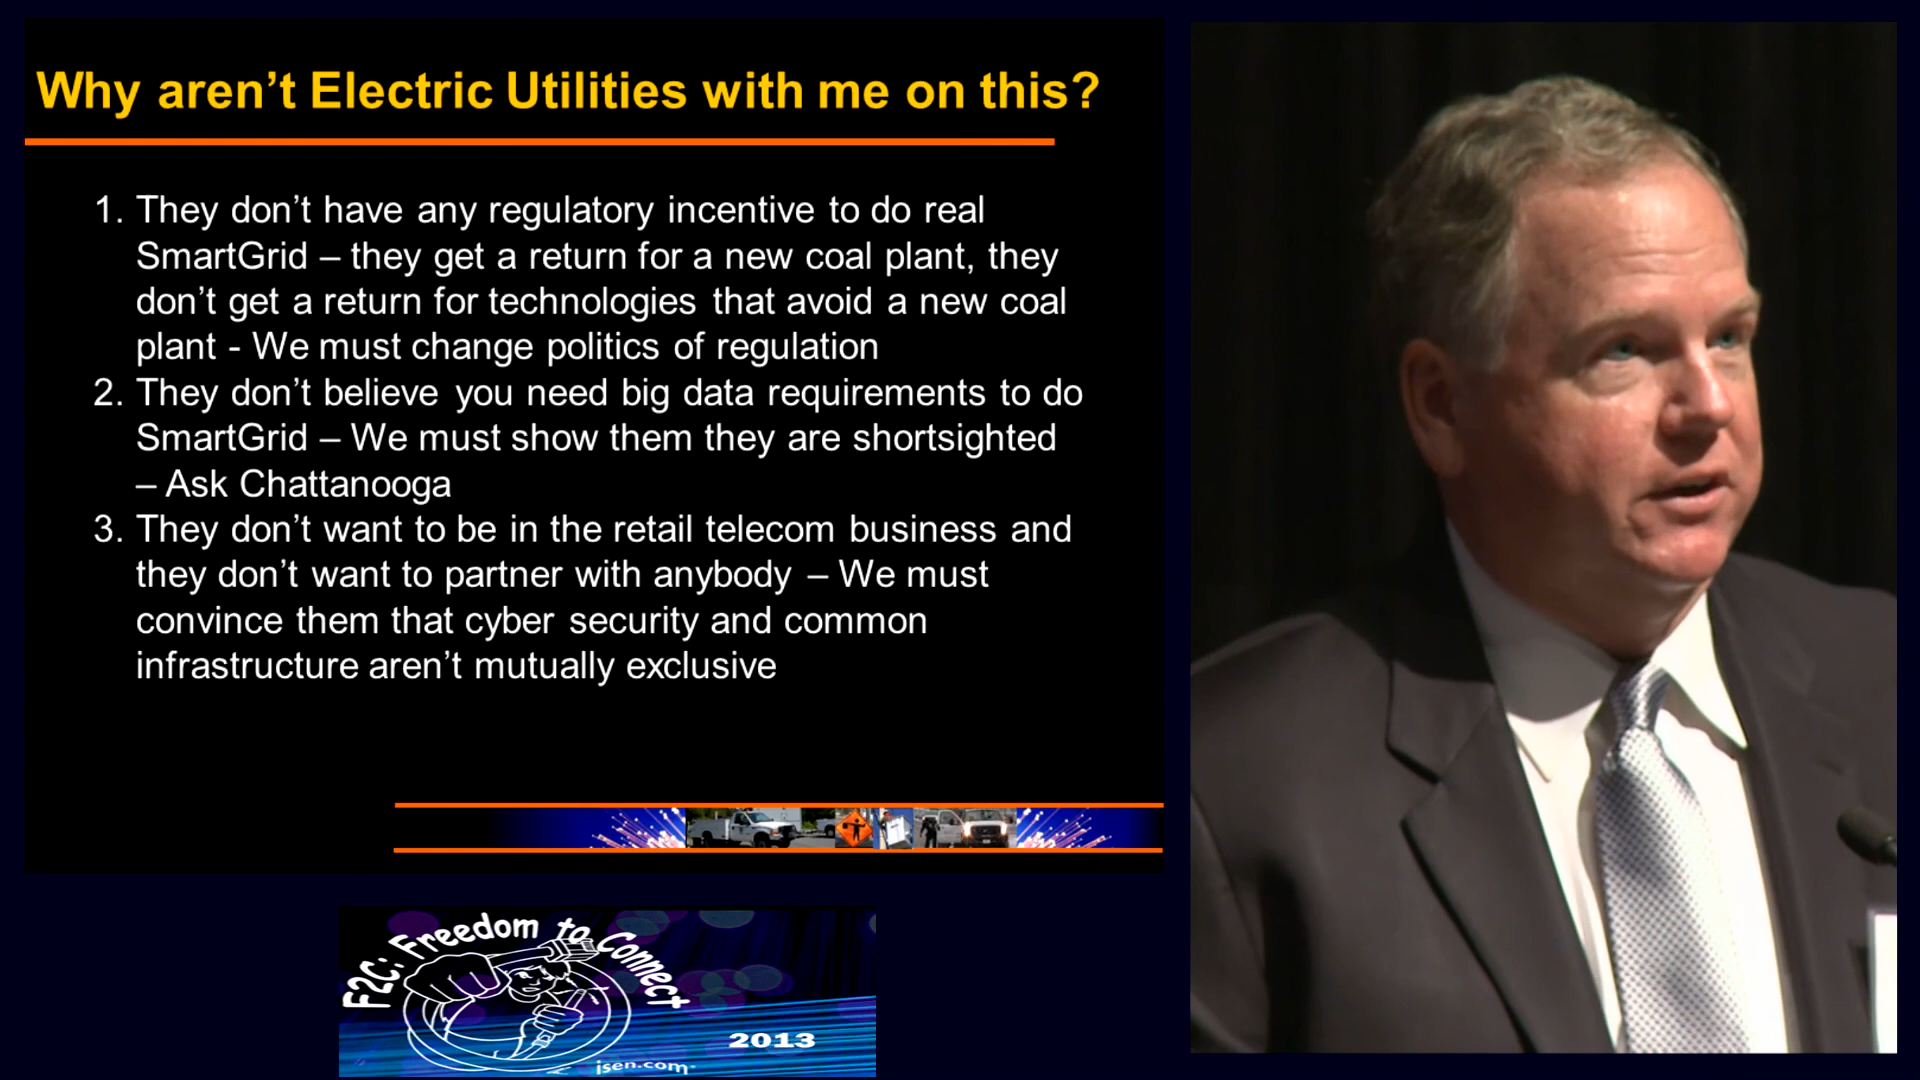 Why aren’t Electric Utilities with me on this?
1. They don’t have any regulatory incentive to do real
SmartGrid – they get a return for a new coal plant, they
don’t get a return for technologies that avoid a new coal
plant - We must change politics of regulation
2. They don’t believe you need big data requirements to do
SmartGrid – We must show them they are shortsighted
– Ask Chattanooga
3. They don’t want to be in the retail telecom business and
they don’t want to partner with anybody – We must
convince them that cyber security and common
infrastructure aren’t mutually exclusive
F2C: Freedom to Connect
2013
isen.com